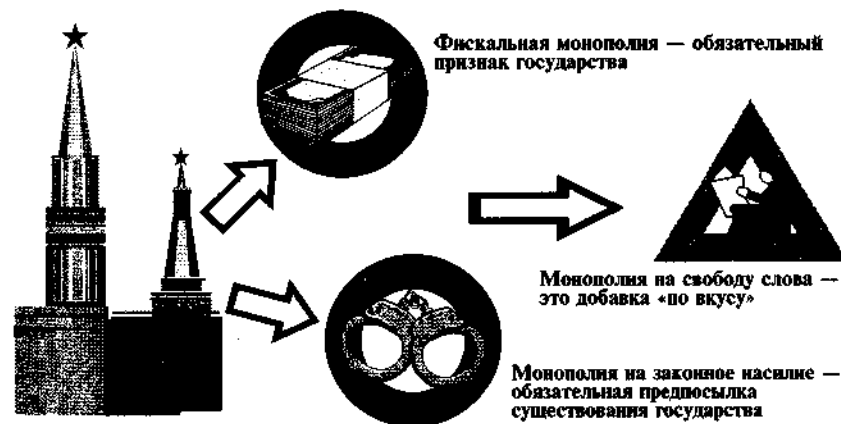 Фискальная монополия — обязательный
признак государства
Монополия на свободу слова —
это добавка «по вкусу»
Монополия на законное насилие —
обязательная предпосылка
существования государства